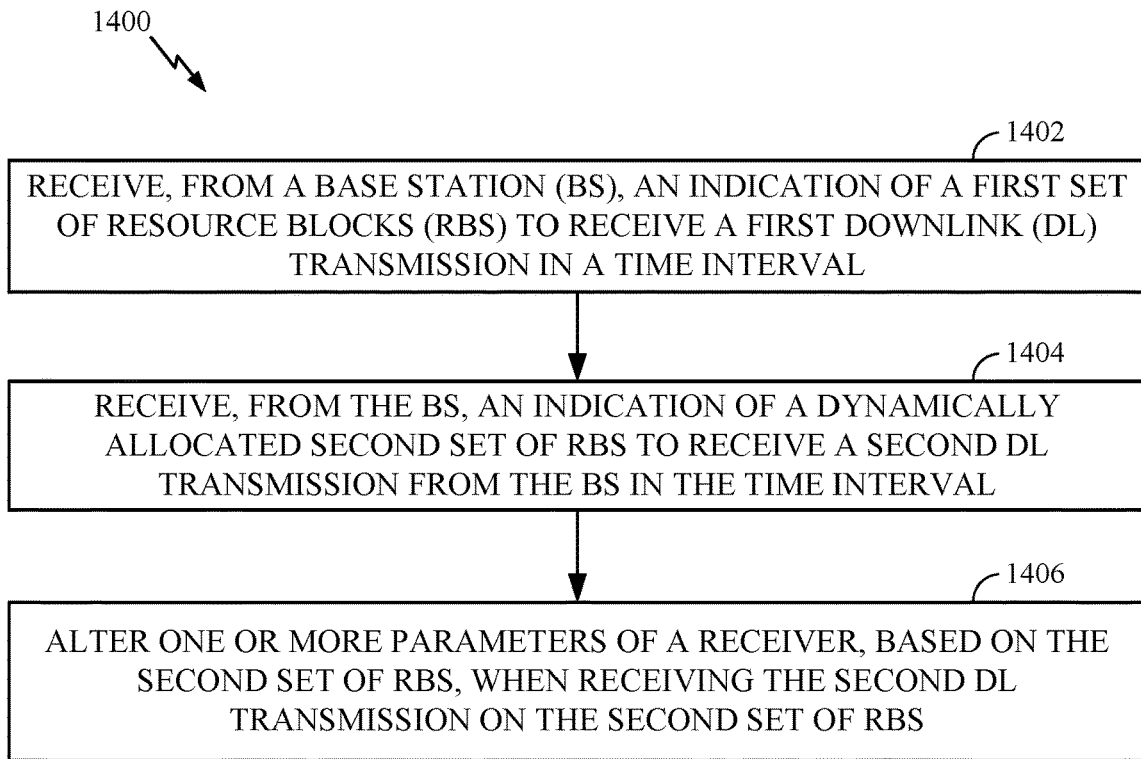 1400
1402
RECEIVE, FROM A BASE STATION (BS), AN INDICATION OF A FIRST SET
OF RESOURCE BLOCKS (RBS) TO RECEIVE A FIRST DOWNLINK (DL)
TRANSMISSION IN A TIME INTERVAL
1404
RECEIVE, FROM THE BS, AN INDICATION OF A DYNAMICALLY
ALLOCATED SECOND SET OF RBS TO RECEIVE A SECOND DL
TRANSMISSION FROM THE BS IN THE TIME INTERVAL
1406
ALTER ONE OR MORE PARAMETERS OF A RECEIVER, BASED ON THE
SECOND SET OF RBS, WHEN RECEIVING THE SECOND DL
TRANSMISSION ON THE SECOND SET OF RBS